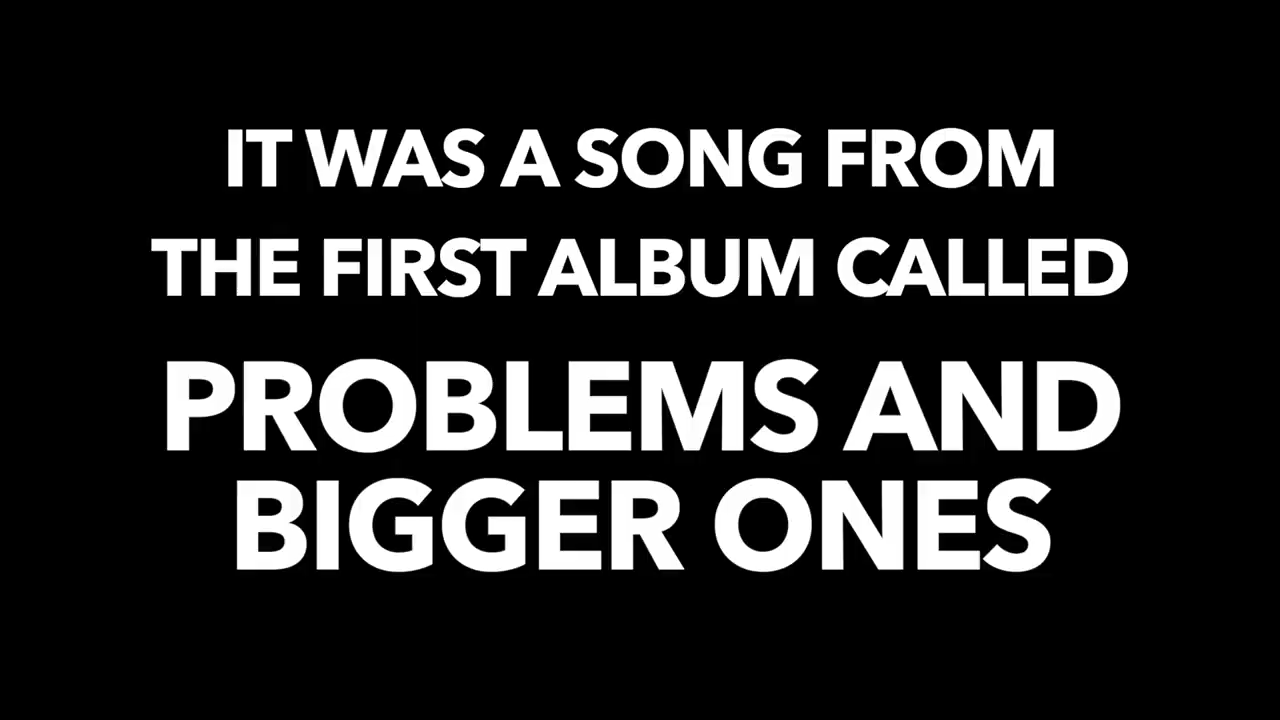 IT WAS A SONG FROM
THE FIRST ALBUM CALLED
PROBLEMS AND
BIGGER ONES